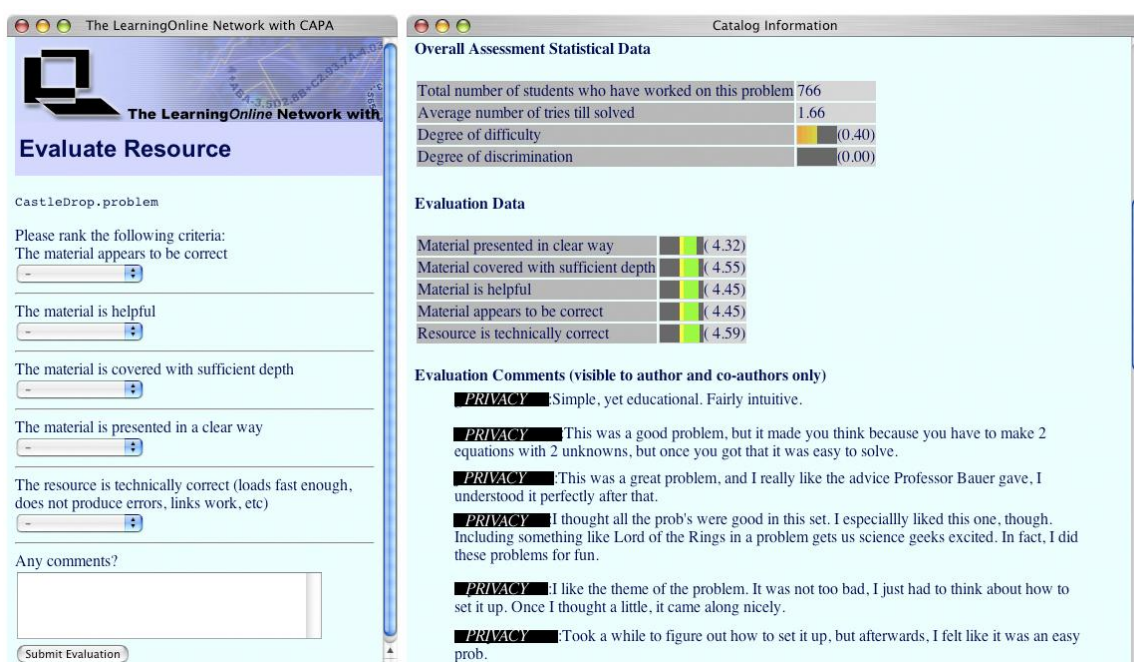 The LearningOnline Network with CAPA
The LearningOnline Network with
Evaluate Resource
CastleDrop.problem
Please rank the following criteria:
The material appears to be correct
-
The material is helpful
-
The material is covered with sufficient depth
-
The material is presented in a clear way
-
The resource is technically correct (loads fast enough,
does not produce errors, links work, etc)
-
Any comments?
Submit Evaluation
Catalog Information
Overall Assessment Statistical Data
Total number of students who have worked on this problem 766
Average number of tries till solved 1.66
Degree of difficulty (0.40)
Degree of discrimination (0.00)
Evaluation Data
Material presented in clear way ( 4.32)
Material covered with sufficient depth ( 4.55)
Material is helpful ( 4.45)
Material appears to be correct ( 4.45)
Resource is technically correct ( 4.59)
Evaluation Comments (visible to author and co-authors only)
PRIVACY :Simple, yet educational. Fairly intuitive.
PRIVACY :This was a good problem, but it made you think because you have to make 2
equations with 2 unknowns, but once you got that it was easy to solve.
PRIVACY :This was a great problem, and I really like the advice Professor Bauer gave, I
understood it perfectly after that.
PRIVACY I thought all the prob's were good in this set. I especiallly liked this one, though.
Including something like Lord of the Rings in a problem gets us science geeks excited. In fact, I did
these problems for fun.
PRIVACY :I like the theme of the problem. It was not too bad, I just had to think about how to
set it up. Once I thought a little, it came along nicely.
PRIVACY :Took a while to figure out how to set it up, but afterwards, I felt like it was an easy
prob.